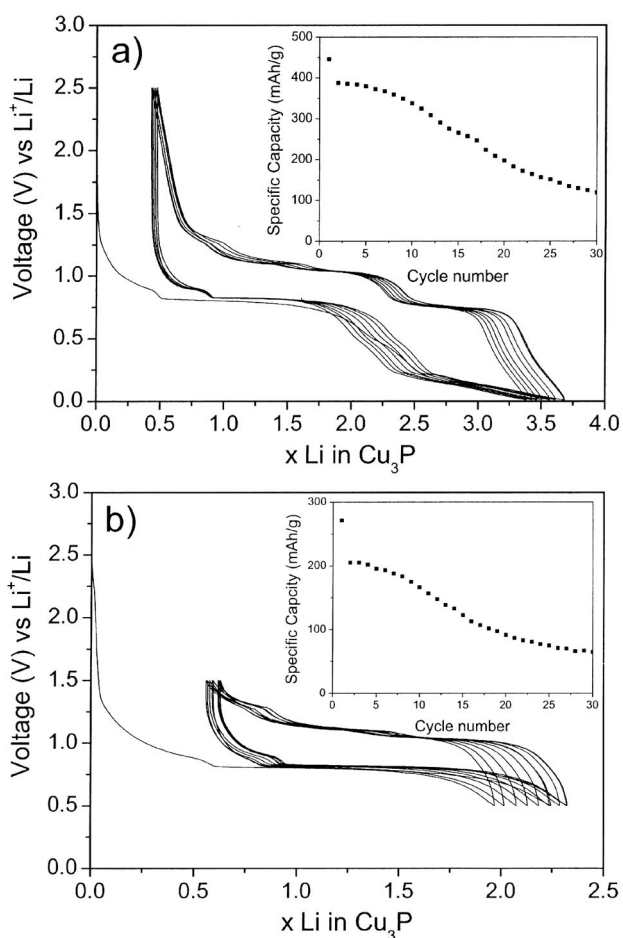 a)
Voltage (V) vs Li⁺/Li
3.0
2.5
2.0
1.5
1.0
0.5
0.0
0.0 0.5 1.0 1.5 2.0 2.5 3.0 3.5 4.0
x Li in Cu₃P
Specific Capacity (mAh/g)
500
400
300
200
100
0
0 5 10 15 20 25 30
Cycle number
b)
Voltage (V) vs Li⁺/Li
3.0
2.5
2.0
1.5
1.0
0.5
0.0
0.0 0.5 1.0 1.5 2.0 2.5
x Li in Cu₃P
Specific Capcity (mAh/g)
300
200
100
0
0 5 10 15 20 25 30
Cycle number